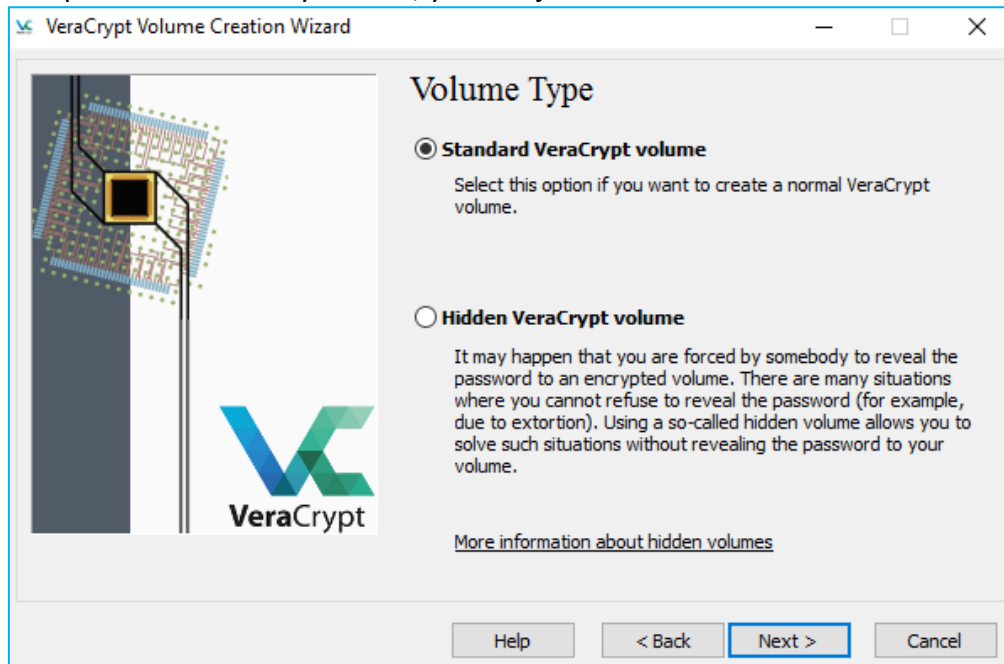 VeraCrypt Volume Creation Wizard
Volume Type
Standard VeraCrypt volume
Select this option if you want to create a normal VeraCrypt
volume.
Hidden VeraCrypt volume
It may happen that you are forced by somebody to reveal the
password to an encrypted volume. There are many situations
where you cannot refuse to reveal the password (for example,
due to extortion). Using a so-called hidden volume allows you to
solve such situations without revealing the password to your
volume.
VeraCrypt
More information about hidden volumes
Help < Back Next > Cancel